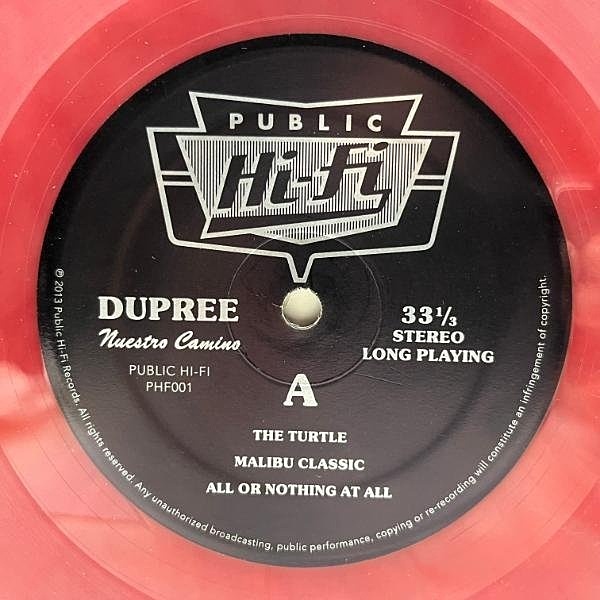 PUBLIC
Hi-Fi
DUPREE
Nuestro Camino
PUBLIC HI-FI
PHF001
33⅓
STEREO
LONG PLAYING
A
THE TURTLE
MALIBU CLASSIC
ALL OR NOTHING AT ALL
℗ 2013 Public Hi-Fi Records. All rights reserved. Any unauthorized broadcasting, public performance, copying or re-recording will constitute an infringement of copyright.